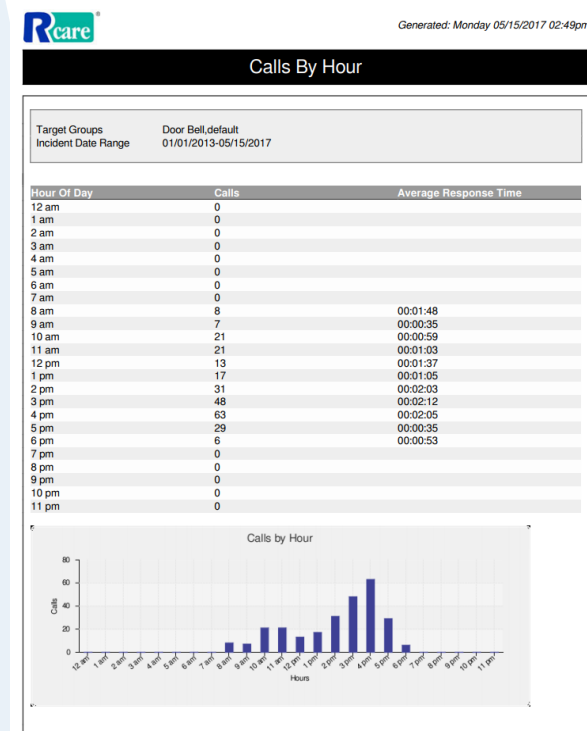 Rcare®
Generated: Monday 05/15/2017 02:49pm
Calls By Hour
Target Groups Door Bell,default
Incident Date Range 01/01/2013-05/15/2017
Hour Of Day Calls Average Response Time
12 am 0
1 am 0
2 am 0
3 am 0
4 am 0
5 am 0
6 am 0
7 am 0
8 am 8 00:01:48
9 am 7 00:00:35
10 am 21 00:00:59
11 am 21 00:01:03
12 pm 13 00:01:37
1 pm 17 00:01:05
2 pm 31 00:02:03
3 pm 48 00:02:12
4 pm 63 00:02:05
5 pm 29 00:00:35
6 pm 6 00:00:53
7 pm 0
8 pm 0
9 pm 0
10 pm 0
11 pm 0
Calls by Hour
80
60
40
20
0
Calls
12 am 1 am 2 am 3 am 4 am 5 am 6 am 7 am 8 am 9 am 10 am 11 am 12 pm 1 pm 2 pm 3 pm 4 pm 5 pm 6 pm 7 pm 8 pm 9 pm 10 pm 11 pm
Hours